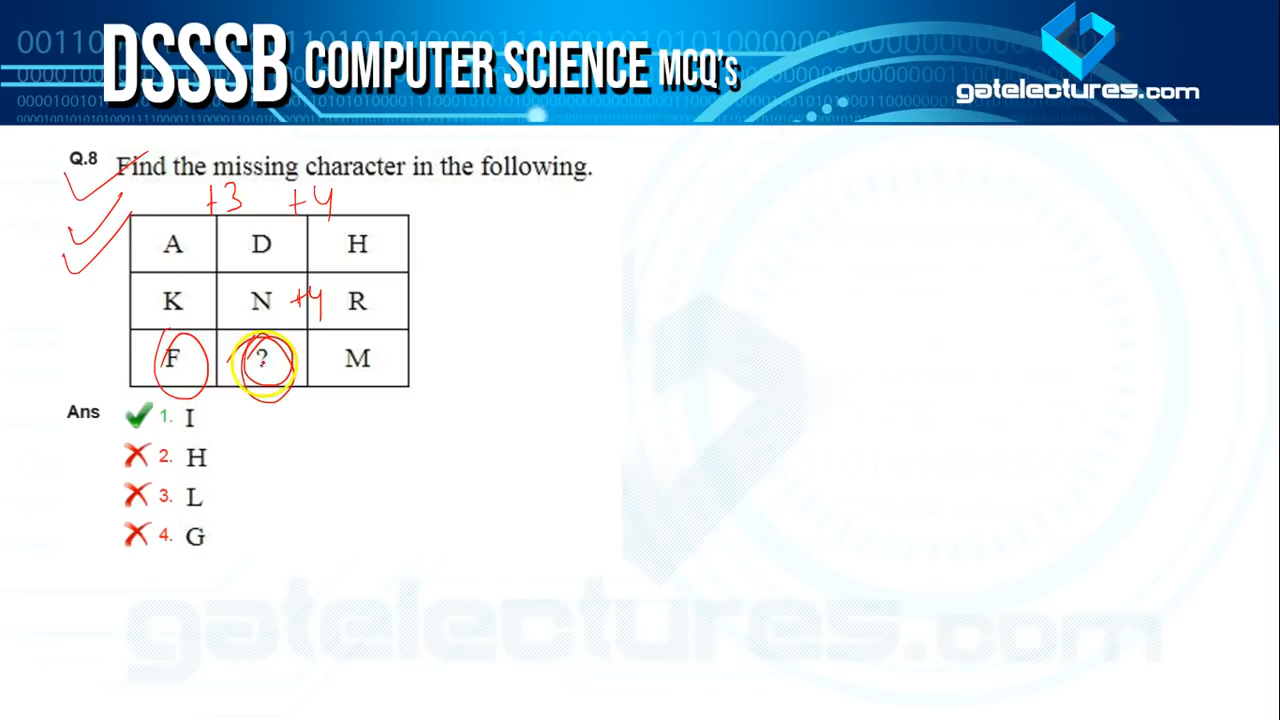 DSSSB COMPUTER SCIENCE MCQ's
gatelectures.com
Q.8 Find the missing character in the following.
+3 +4
A D H
K N +4 R
F ? M
Ans 1. I
2. H
3. L
4. G
gatelectures.com